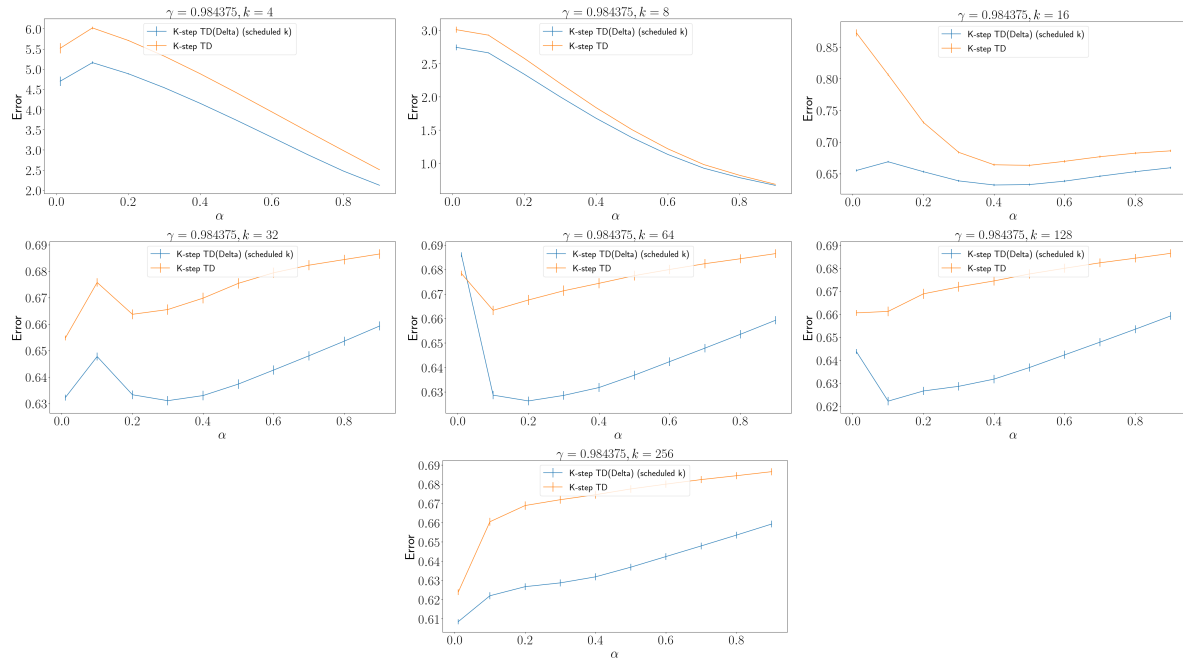 γ = 0.984375, k = 4
K-step TD(Delta) (scheduled k)
K-step TD
Error
6.0
5.5
5.0
4.5
4.0
3.5
3.0
2.5
2.0
0.0 0.2 0.4 0.6 0.8
α
γ = 0.984375, k = 8
K-step TD(Delta) (scheduled k)
K-step TD
Error
3.0
2.5
2.0
1.5
1.0
0.0 0.2 0.4 0.6 0.8
α
γ = 0.984375, k = 16
K-step TD(Delta) (scheduled k)
K-step TD
Error
0.85
0.80
0.75
0.70
0.65
0.0 0.2 0.4 0.6 0.8
α
γ = 0.984375, k = 32
K-step TD(Delta) (scheduled k)
K-step TD
Error
0.69
0.68
0.67
0.66
0.65
0.64
0.63
0.0 0.2 0.4 0.6 0.8
α
γ = 0.984375, k = 64
K-step TD(Delta) (scheduled k)
K-step TD
Error
0.69
0.68
0.67
0.66
0.65
0.64
0.63
0.0 0.2 0.4 0.6 0.8
α
γ = 0.984375, k = 128
K-step TD(Delta) (scheduled k)
K-step TD
Error
0.69
0.68
0.67
0.66
0.65
0.64
0.63
0.62
0.0 0.2 0.4 0.6 0.8
α
γ = 0.984375, k = 256
K-step TD(Delta) (scheduled k)
K-step TD
Error
0.69
0.68
0.67
0.66
0.65
0.64
0.63
0.62
0.61
0.0 0.2 0.4 0.6 0.8
α